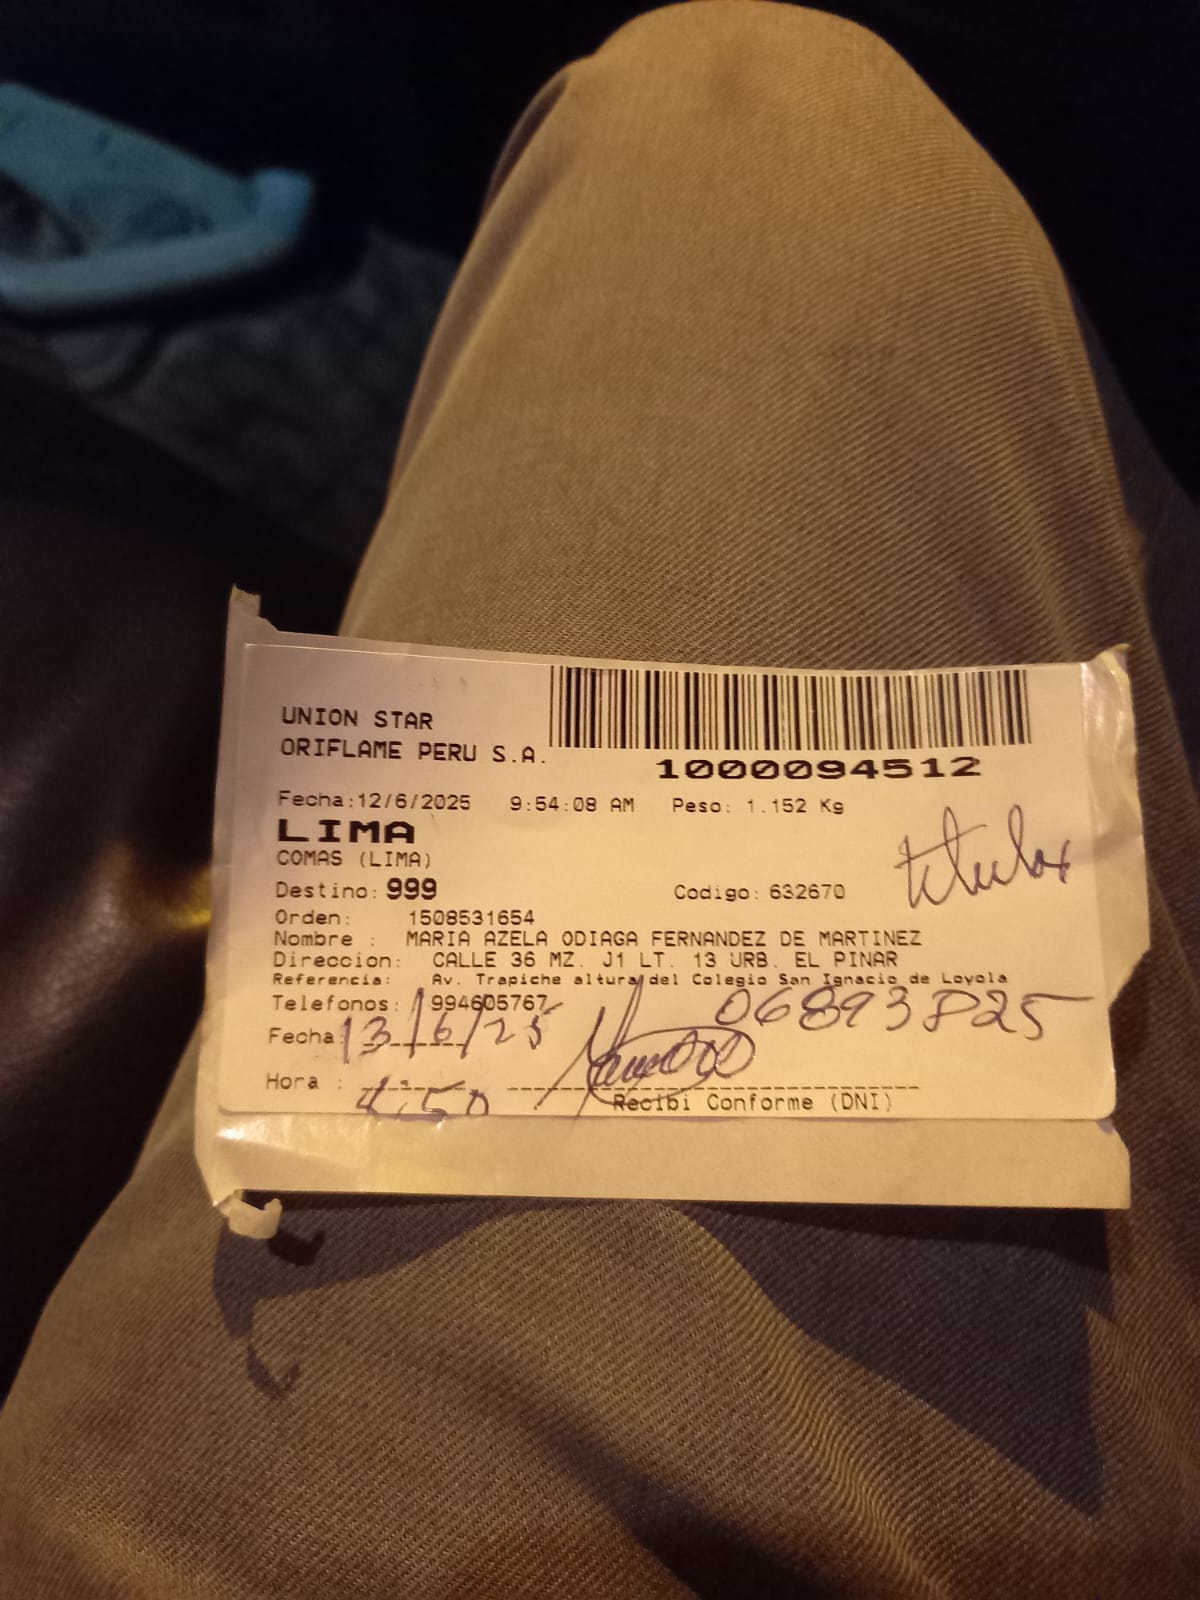 UNION STAR
ORIFLAME PERU S.A.
1000094512
Fecha:12/6/2025 9:54:08 AM Peso: 1.152 Kg
LIMA
COMAS (LIMA)
titular
Destino: 999 Codigo: 632670
Orden: 1508531654
Nombre : MARIA AZELA ODIAGA FERNANDEZ DE MARTINEZ
Direccion: CALLE 36 MZ. J1 LT. 13 URB. EL PINAR
Referencia: Av. Trapiche altura del Colegio San Ignacio de Loyola
Telefonos: 994605767
Fecha: 13/6/25
Hora : 4:50
Recibi Conforme (DNI)